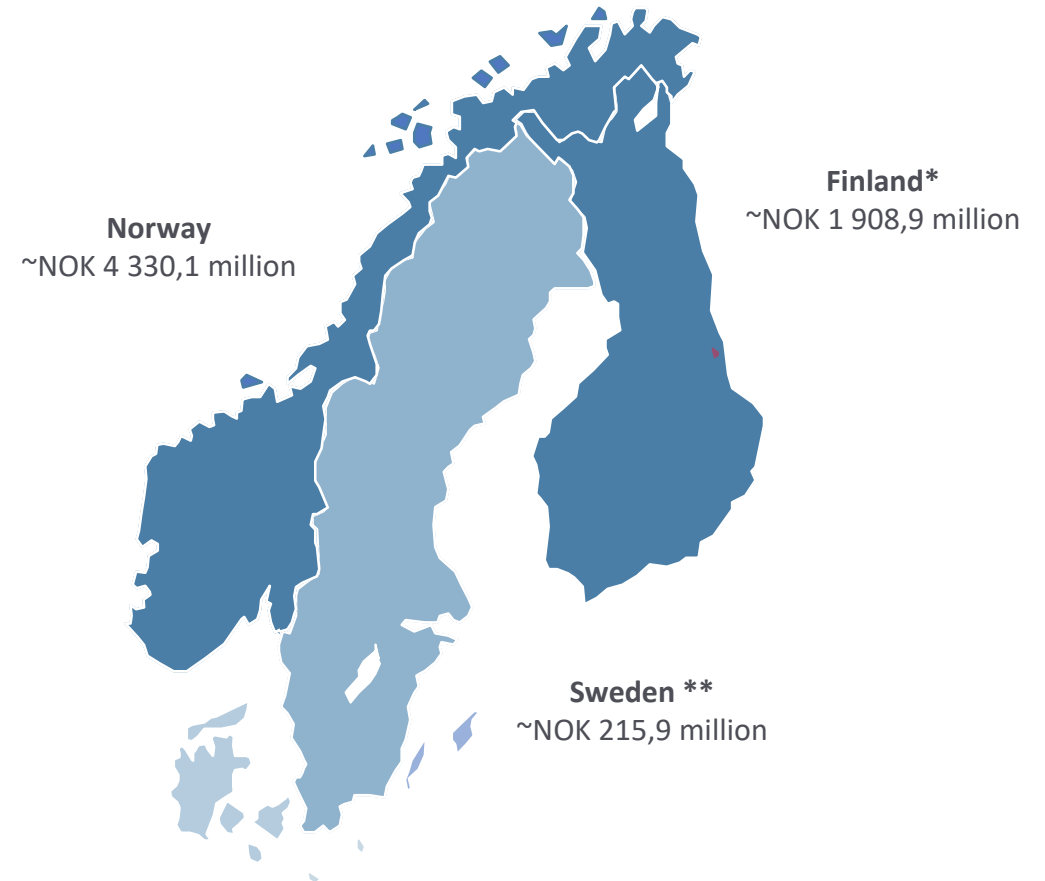 Finland*
~NOK 1 908,9 million
Norway
~NOK 4 330,1 million
Sweden **
~NOK 215,9 million